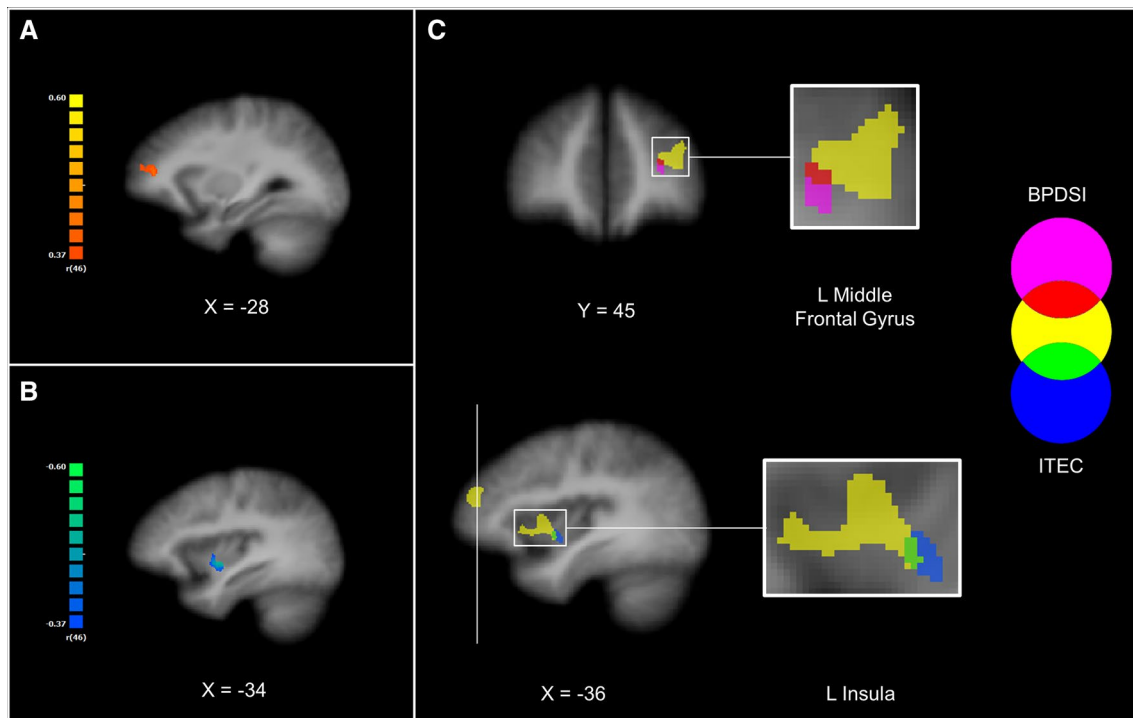 A
0.60
0.37
r(46)
X = -28
B
-0.60
-0.37
r(46)
X = -34
C
Y = 45
L Middle
Frontal Gyrus
X = -36
L Insula
BPDSI
ITEC